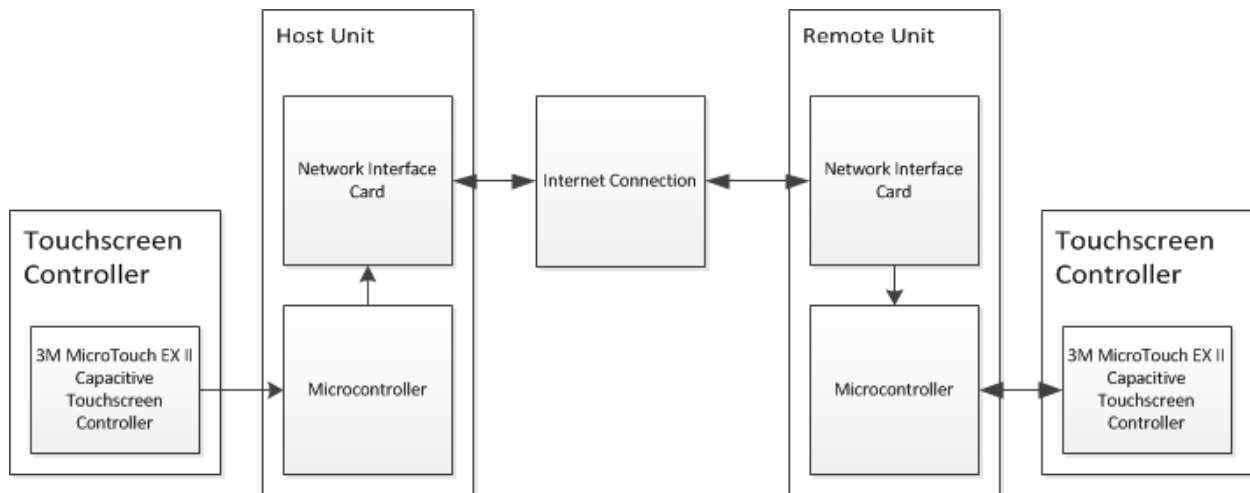 Host Unit
Network Interface
Card
Microcontroller
Internet Connection
Remote Unit
Network Interface
Card
Microcontroller
Touchscreen
Controller
3M MicroTouch EX II
Capacitive
Touchscreen
Controller
Touchscreen
Controller
3M MicroTouch EX II
Capacitive
Touchscreen
Controller